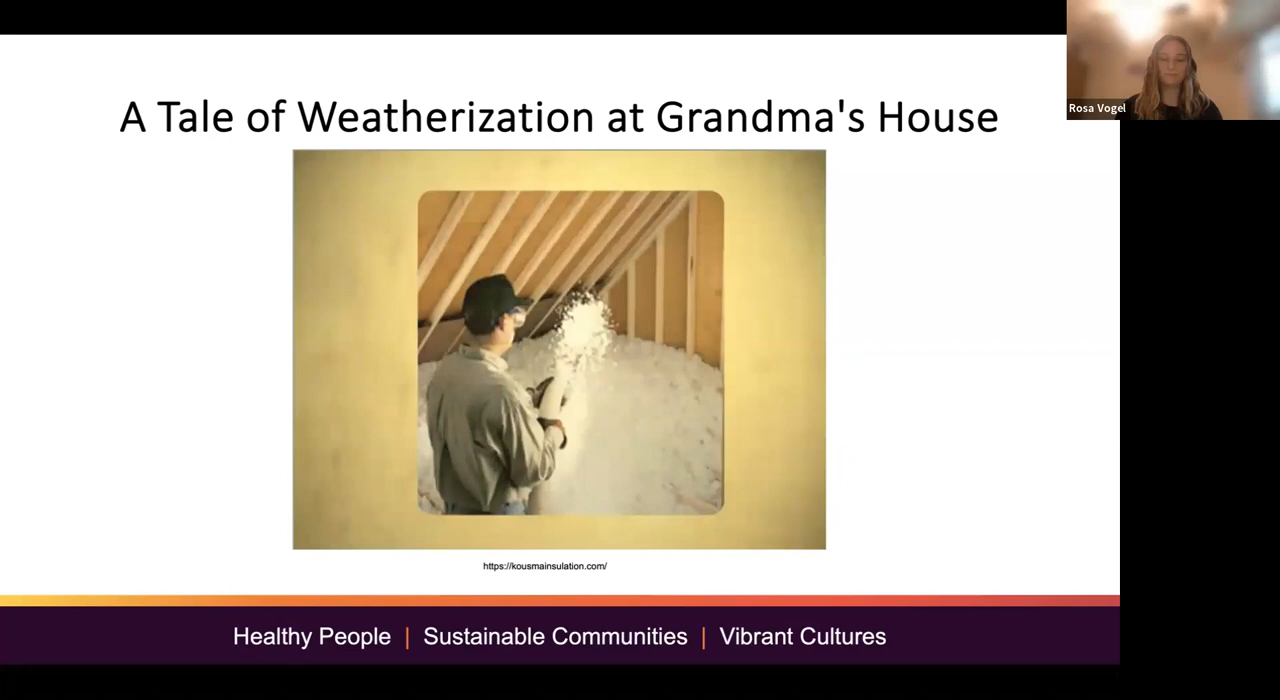 A Tale of Weatherization at Grandma's House
Rosa Vogel
https://kousmainsulation.com/
Healthy People | Sustainable Communities | Vibrant Cultures